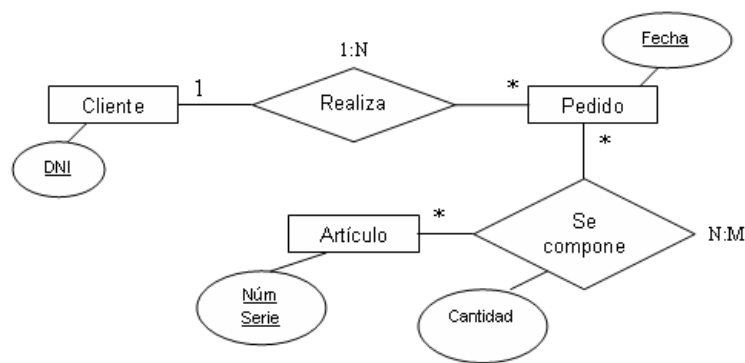 Fecha
1:N
1
*
Cliente
Realiza
Pedido
DNI
*
*
Se
compone
N:M
Artículo
Núm
Serie
Cantidad